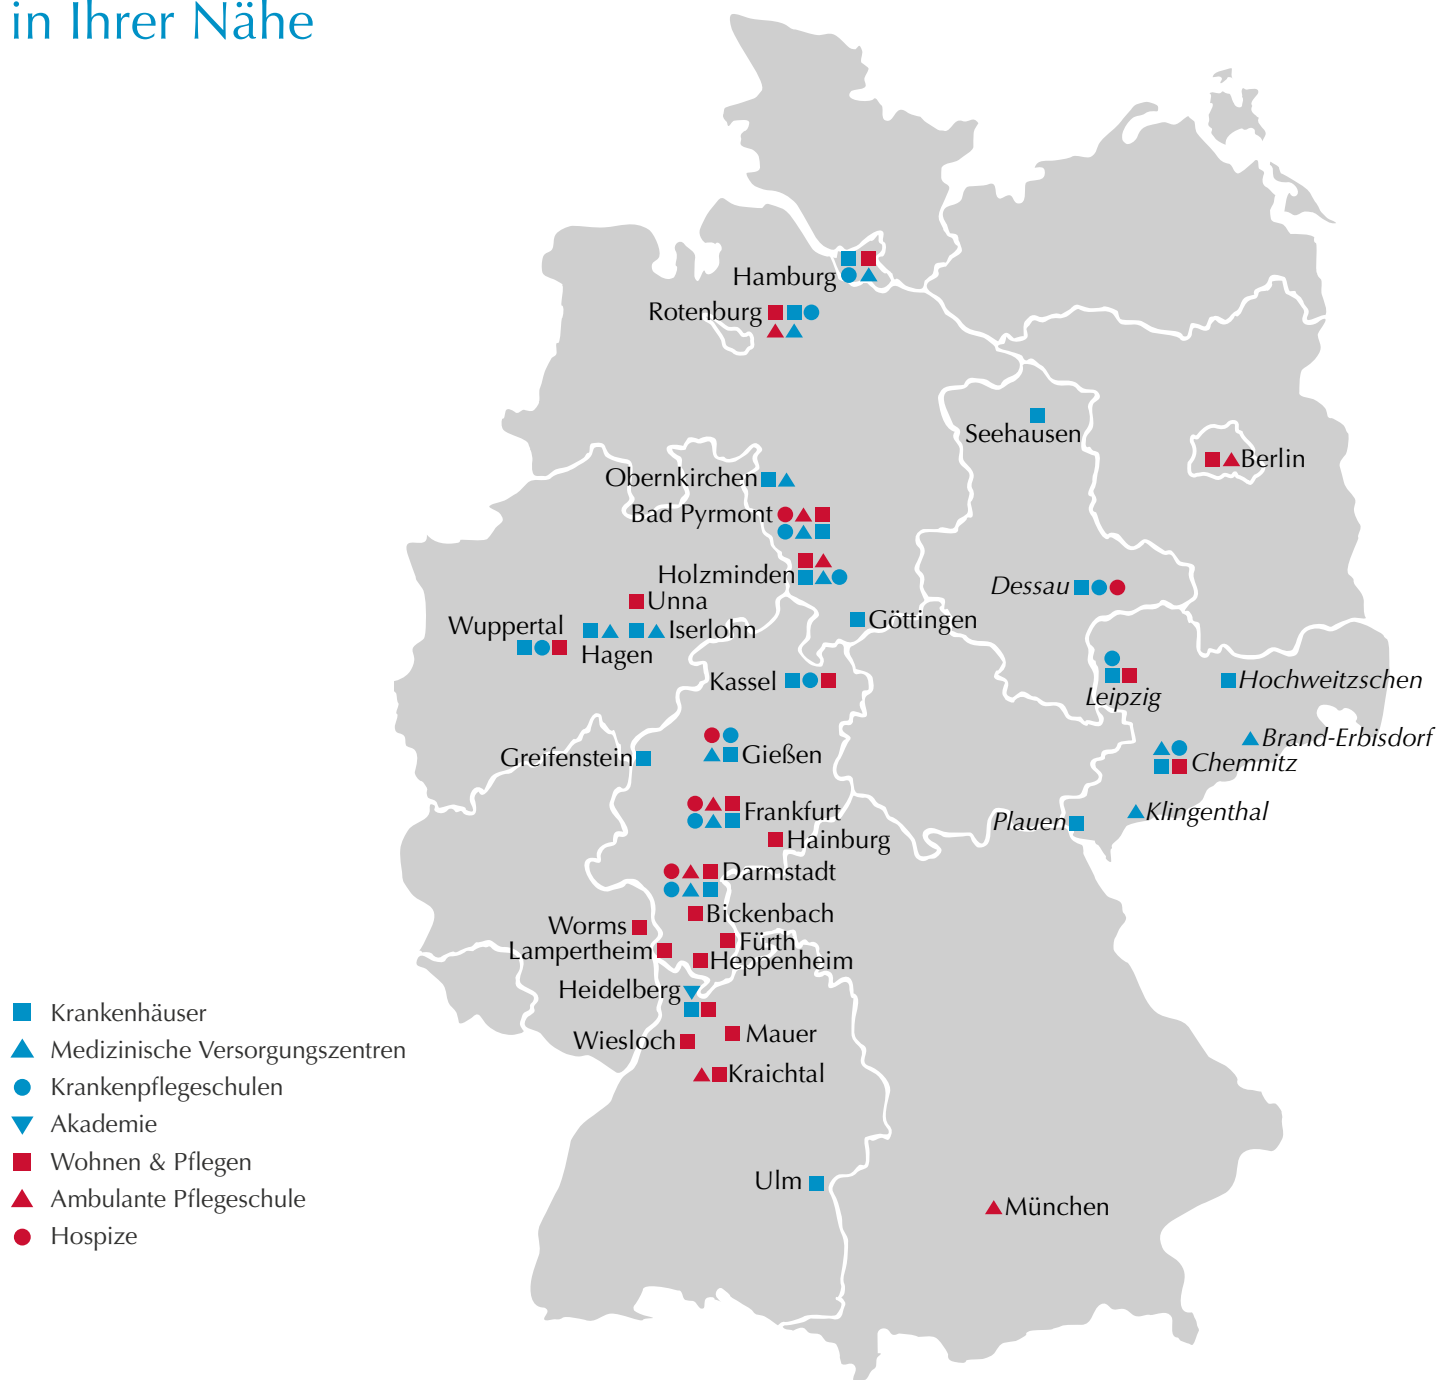 in Ihrer Nähe
Hamburg
Rotenburg
Seehausen
Berlin
Obernkirchen
Bad Pyrmont
Holzminden
Dessau
Unna
Göttingen
Wuppertal
Iserlohn
Hagen
Kassel
Leipzig
Hochweitzschen
Brand-Erbisdorf
Greifenstein
Gießen
Chemnitz
Frankfurt
Plauen
Klingenthal
Hainburg
Darmstadt
Bickenbach
Worms
Fürth
Lampertheim
Heppenheim
Heidelberg
Wiesloch
Mauer
Kraichtal
Ulm
München
Krankenhäuser
Medizinische Versorgungszentren
Krankenpflegeschulen
Akademie
Wohnen & Pflegen
Ambulante Pflegeschule
Hospize